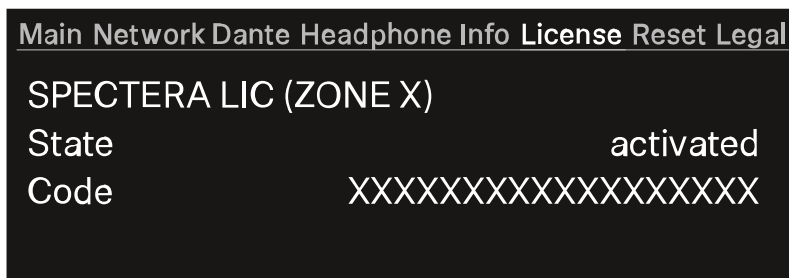 Main Network Dante Headphone Info License Reset Legal
SPECTERA LIC (ZONE X)
State activated
Code XXXXXXXXXXXXXXXXXX